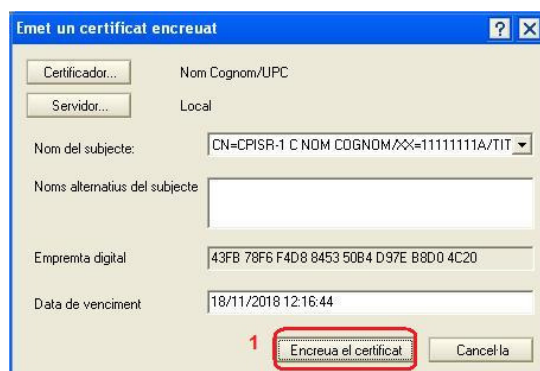 Emet un certificat encreuat
Certificador... Nom Cognom/UPC
Servidor... Local
Nom del subjecte: CN=CPISR-1 C NOM COGNOM/XX=11111111A/TIT
Noms alternatius del subjecte
Empremta digital 43FB 78F6 F4D8 8453 50B4 D97E B8D0 4C20
Data de venciment 18/11/2018 12:16:44
1 Encreua el certificat Cancel·la